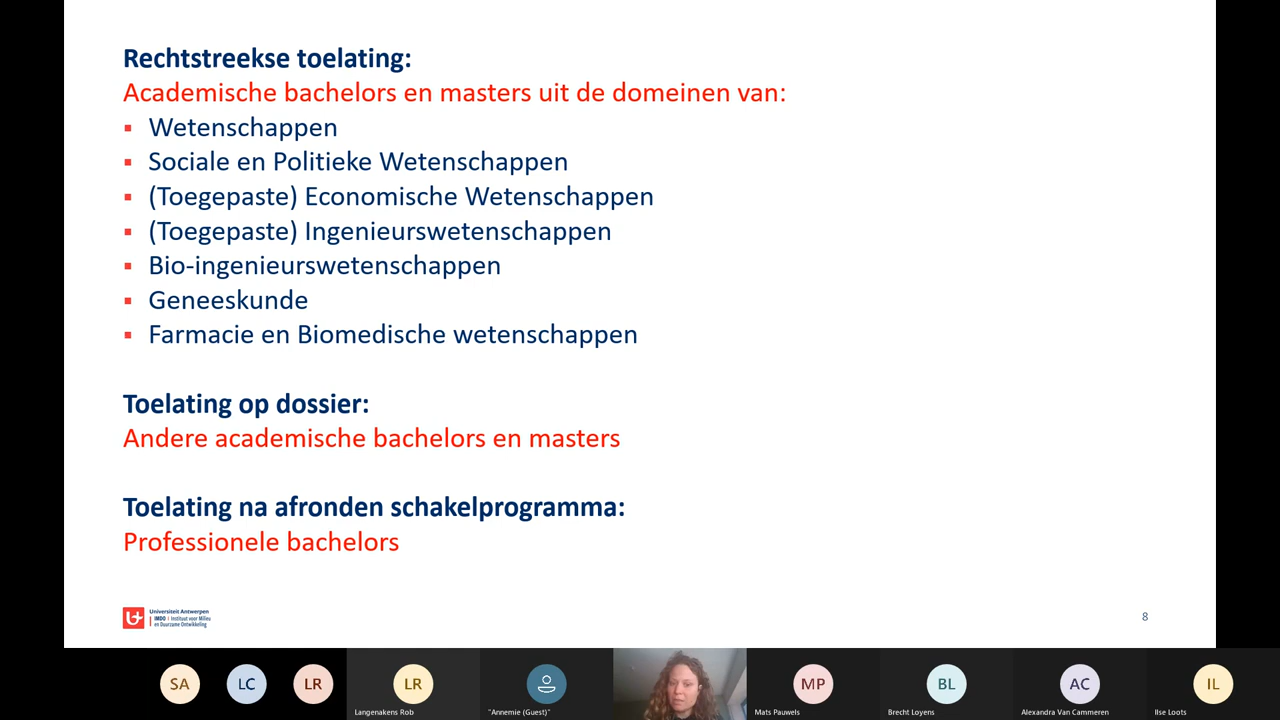 Rechtstreekse toelating:
Academische bachelors en masters uit de domeinen van:
▪ Wetenschappen
▪ Sociale en Politieke Wetenschappen
▪ (Toegepaste) Economische Wetenschappen
▪ (Toegepaste) Ingenieurswetenschappen
▪ Bio-ingenieurswetenschappen
▪ Geneeskunde
▪ Farmacie en Biomedische wetenschappen
Toelating op dossier:
Andere academische bachelors en masters
Toelating na afronden schakelprogramma:
Professionele bachelors
Universiteit Antwerpen
IMDO | Instituut voor Milieu
en Duurzame Ontwikkeling
8
SA
LC
LR
LR
MP
BL
AC
IL
Langenakens Rob
"Annemie (Guest)"
Mats Pauwels
Brecht Loyens
Alexandra Van Cammeren
Ilse Loots